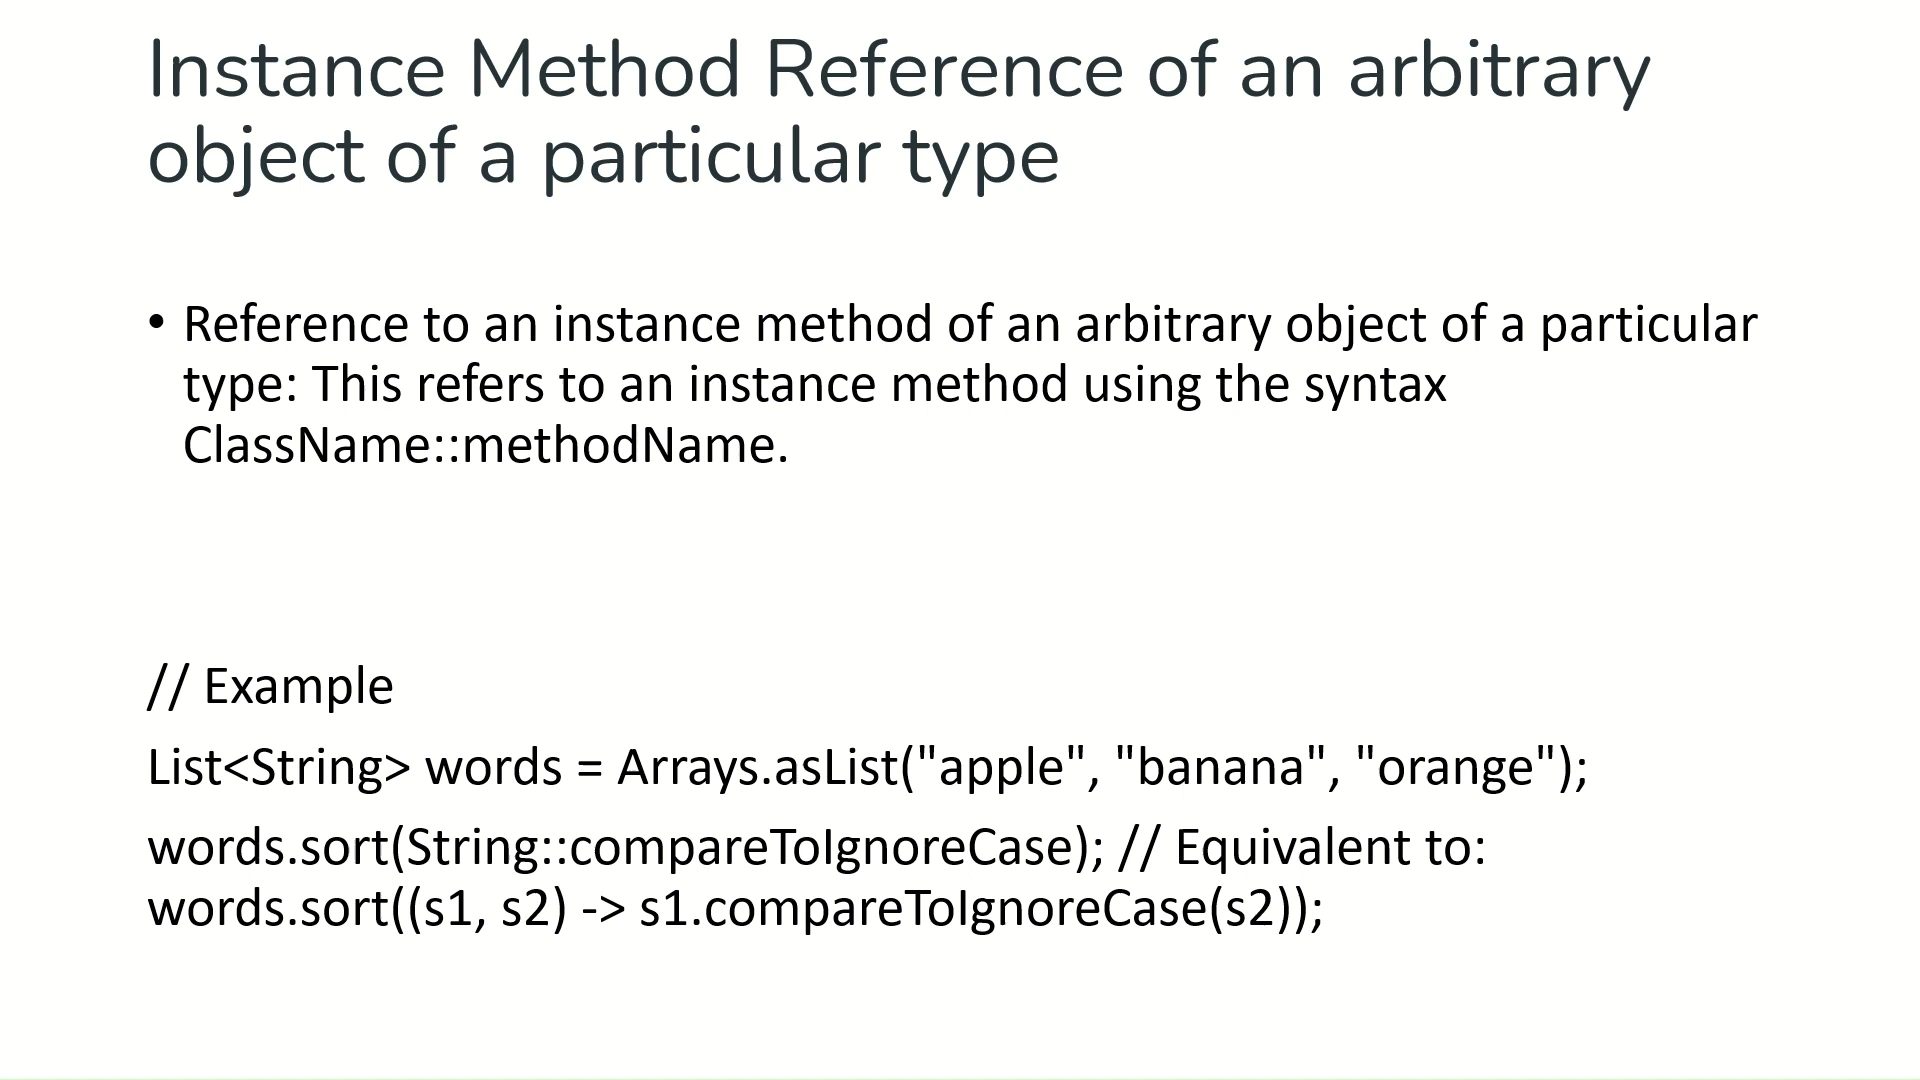 Instance Method Reference of an arbitrary
object of a particular type
• Reference to an instance method of an arbitrary object of a particular
type: This refers to an instance method using the syntax
ClassName::methodName.
// Example
List<String> words = Arrays.asList("apple", "banana", "orange");
words.sort(String::compareToIgnoreCase); // Equivalent to:
words.sort((s1, s2) -> s1.compareToIgnoreCase(s2));